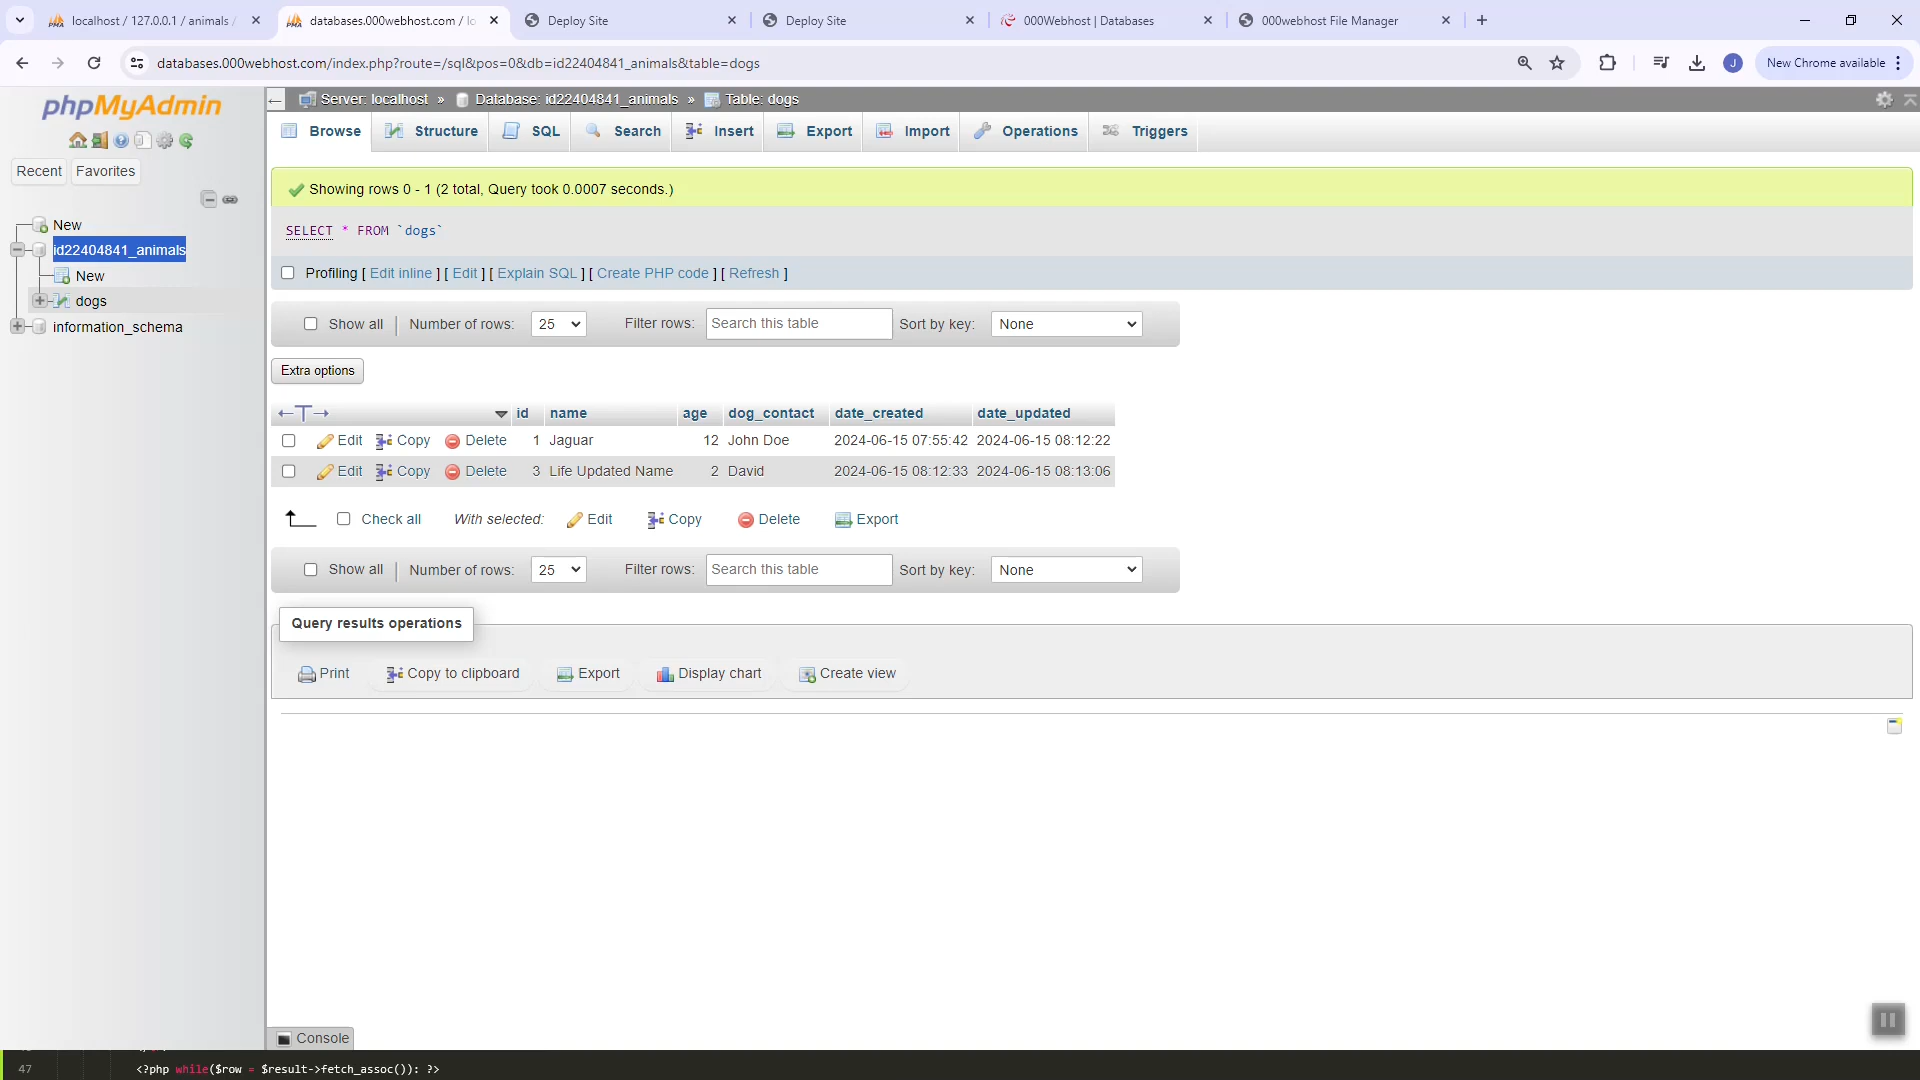 localhost / 127.0.0.1 / animals /
databases.000webhost.com / lo
Deploy Site
Deploy Site
000Webhost | Databases
000webhost File Manager
databases.000webhost.com/index.php?route=/sql&pos=0&db=id22404841_animals&table=dogs
J
New Chrome available
phpMyAdmin
Recent
Favorites
New
id22404841_animals
New
dogs
information_schema
Server: localhost » Database: id22404841_animals » Table: dogs
Browse
Structure
SQL
Search
Insert
Export
Import
Operations
Triggers
Showing rows 0 - 1 (2 total, Query took 0.0007 seconds.)
SELECT * FROM `dogs`
Profiling [ Edit inline ] [ Edit ] [ Explain SQL ] [ Create PHP code ] [ Refresh ]
Show all | Number of rows: 25 Filter rows: Search this table Sort by key: None
Extra options
id name age dog_contact date_created date_updated
Edit Copy Delete 1 Jaguar 12 John Doe 2024-06-15 07:55:42 2024-06-15 08:12:22
Edit Copy Delete 3 Life Updated Name 2 David 2024-06-15 08:12:33 2024-06-15 08:13:06
Check all With selected: Edit Copy Delete Export
Show all | Number of rows: 25 Filter rows: Search this table Sort by key: None
Query results operations
Print Copy to clipboard Export Display chart Create view
Console
47 <?php while($row = $result->fetch_assoc()): ?>